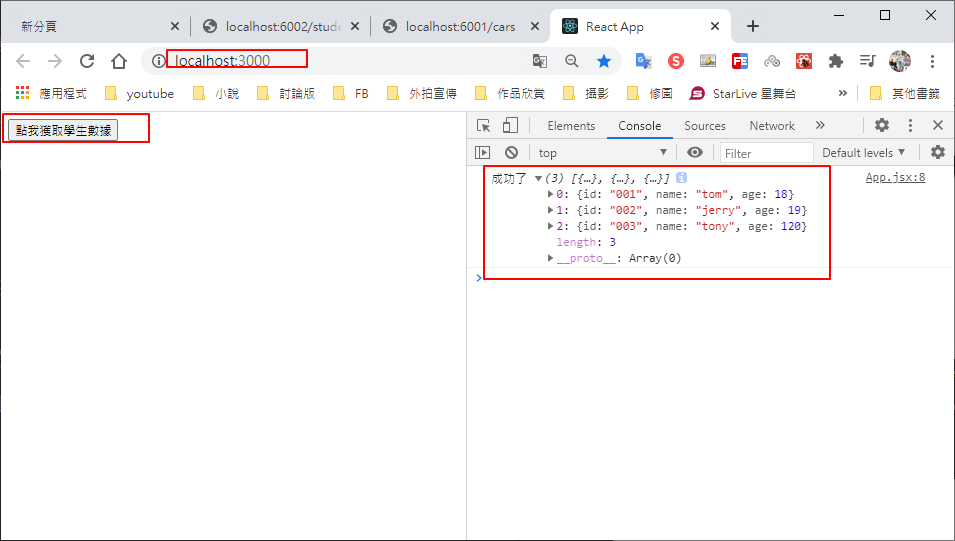 新分頁
localhost:6002/stude
localhost:6001/cars
React App
localhost:3000
應用程式 youtube 小說 討論版 FB 外拍宣傳 作品欣賞 攝影 修圖 StarLive 星舞台 » 其他書籤
點我獲取學生數據
Elements Console Sources Memory Network »
top Filter Default levels ▼
成功了 ▼(3) [{…}, {…}, {…}] i App.jsx:8
▶0: {id: "001", name: "tom", age: 18}
▶1: {id: "002", name: "jerry", age: 19}
▶2: {id: "003", name: "tony", age: 120}
length: 3
▶__proto__: Array(0)